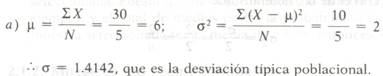 a) μ = ΣX / N = 30 / 5 = 6; σ² = Σ(X − μ)² / N = 10 / 5 = 2
∴ σ = 1.4142, que es la desviación típica poblacional.